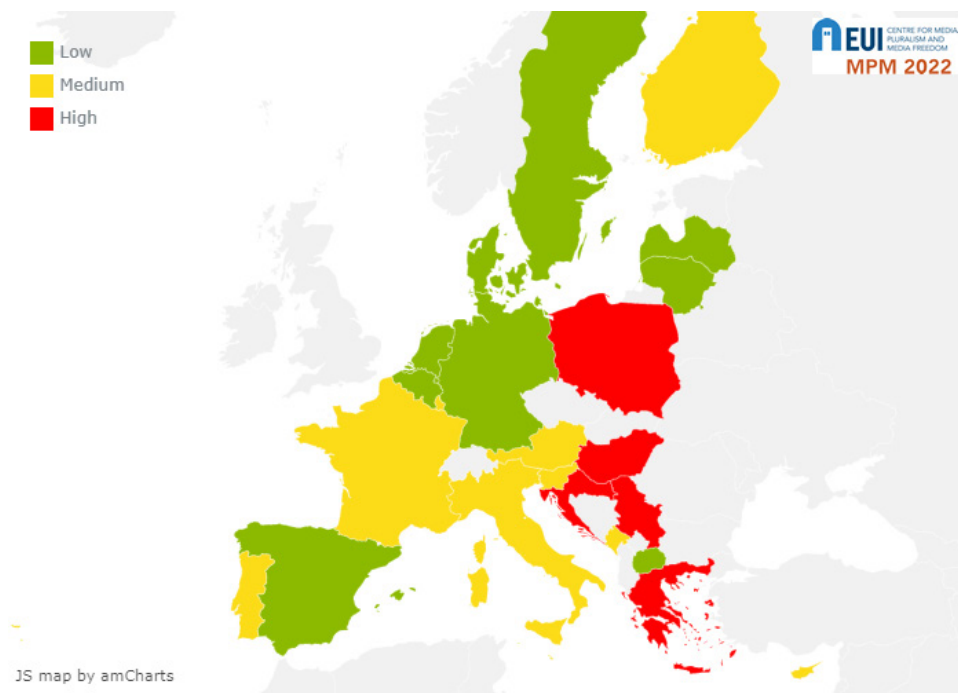 Low
Medium
High
EUI
CENTRE FOR MEDIA
PLURALISM AND
MEDIA FREEDOM
MPM 2022
JS map by amCharts